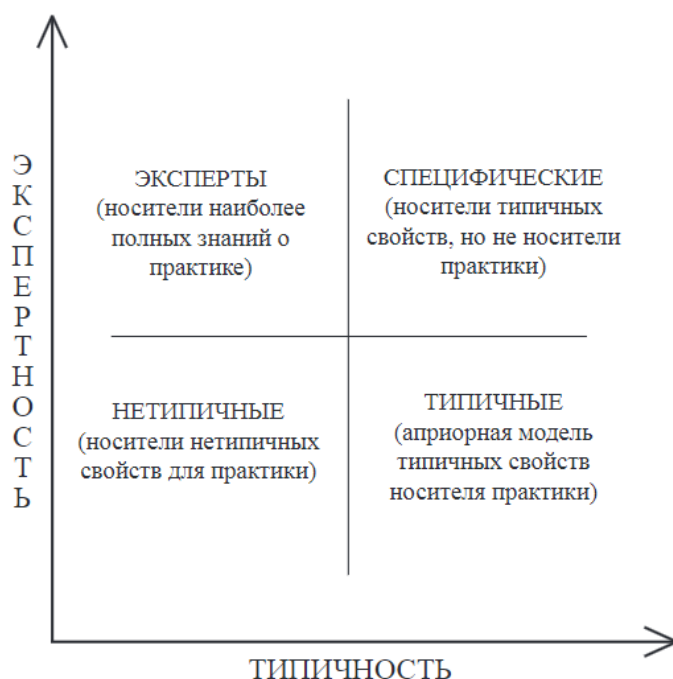 ЭКСПЕРТНОСТЬ
ЭКСПЕРТЫ
(носители наиболее
полных знаний о
практике)
СПЕЦИФИЧЕСКИЕ
(носители типичных
свойств, но не носители
практики)
НЕТИПИЧНЫЕ
(носители нетипичных
свойств для практики)
ТИПИЧНЫЕ
(априорная модель
типичных свойств
носителя практики)
ТИПИЧНОСТЬ